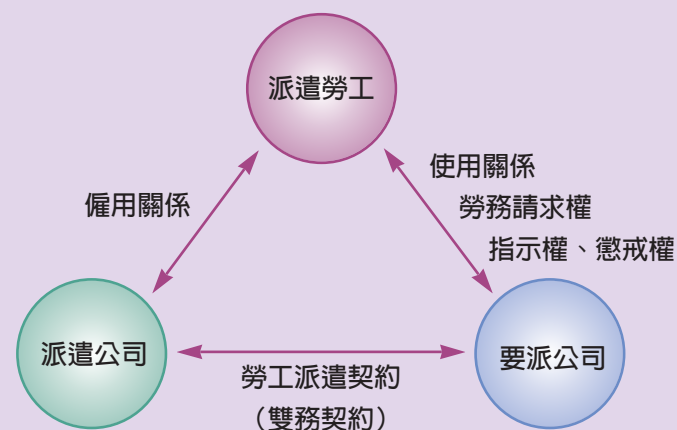 派遣勞工
使用關係
勞務請求權
指示權、懲戒權
僱用關係
派遣公司
要派公司
勞工派遣契約
（雙務契約）